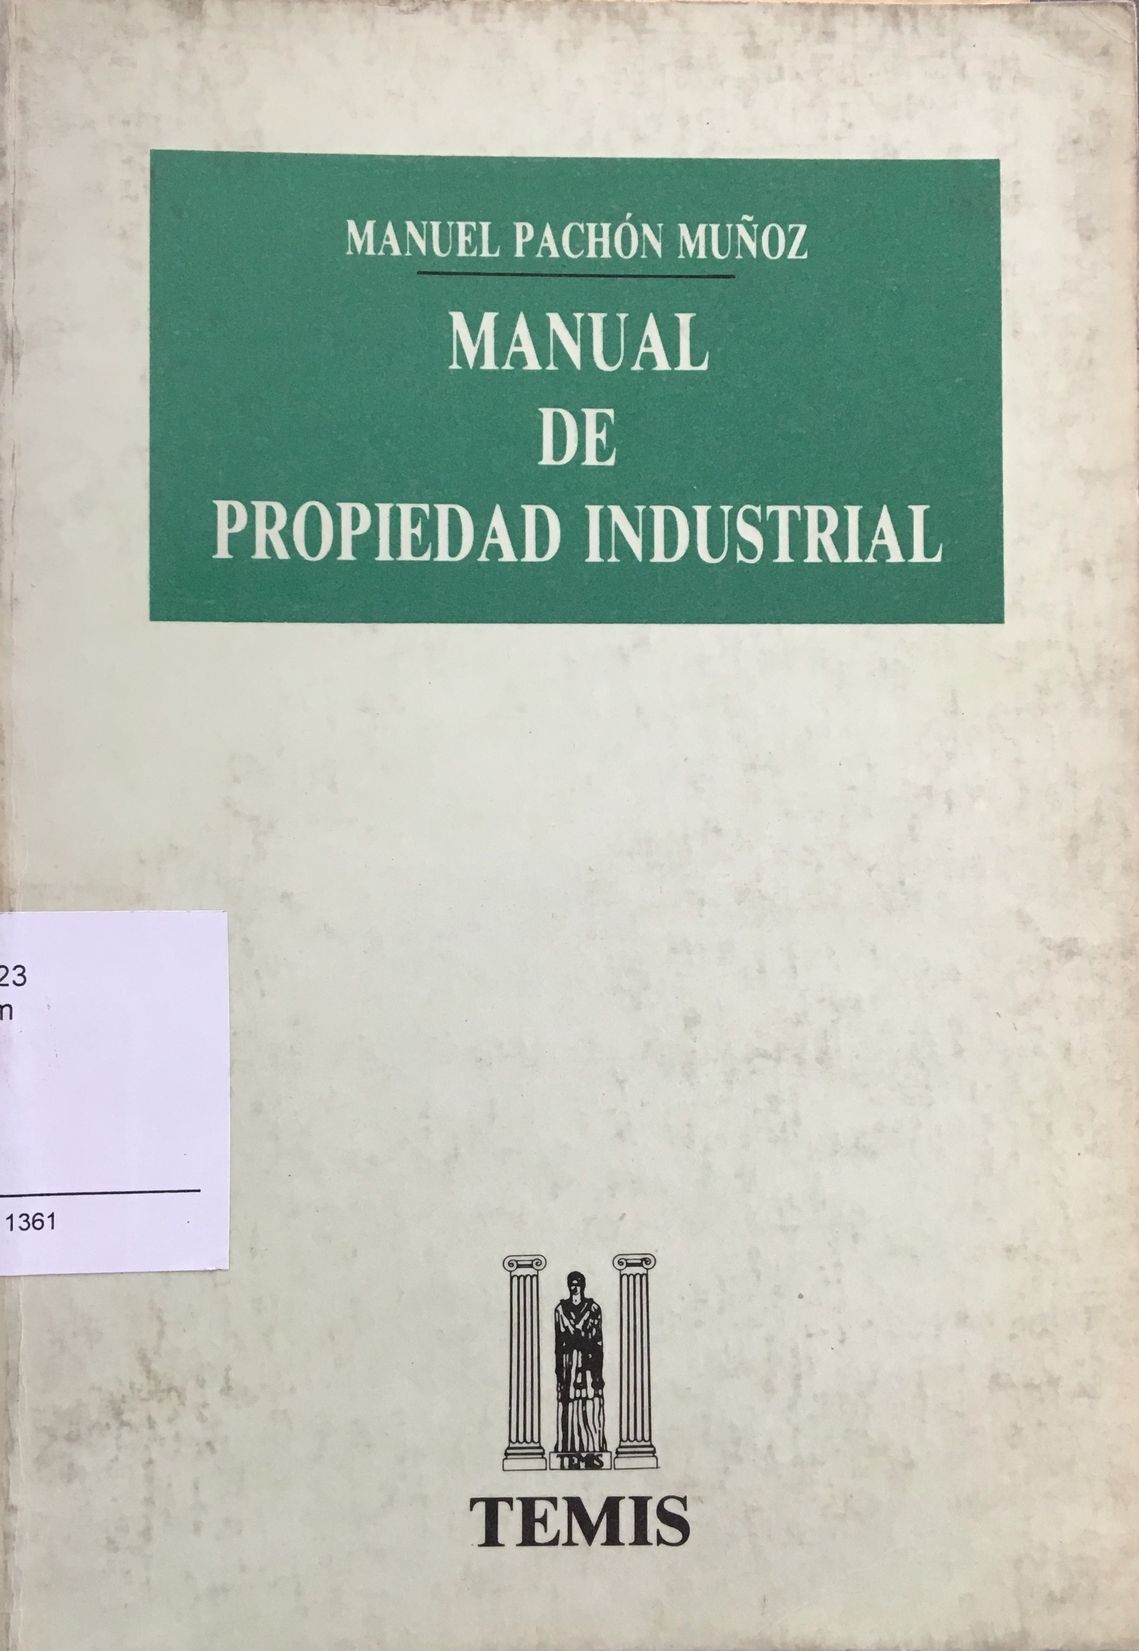 MANUEL PACHÓN MUÑOZ
MANUAL
DE
PROPIEDAD INDUSTRIAL
23
m
1361
TEMIS
TEMIS